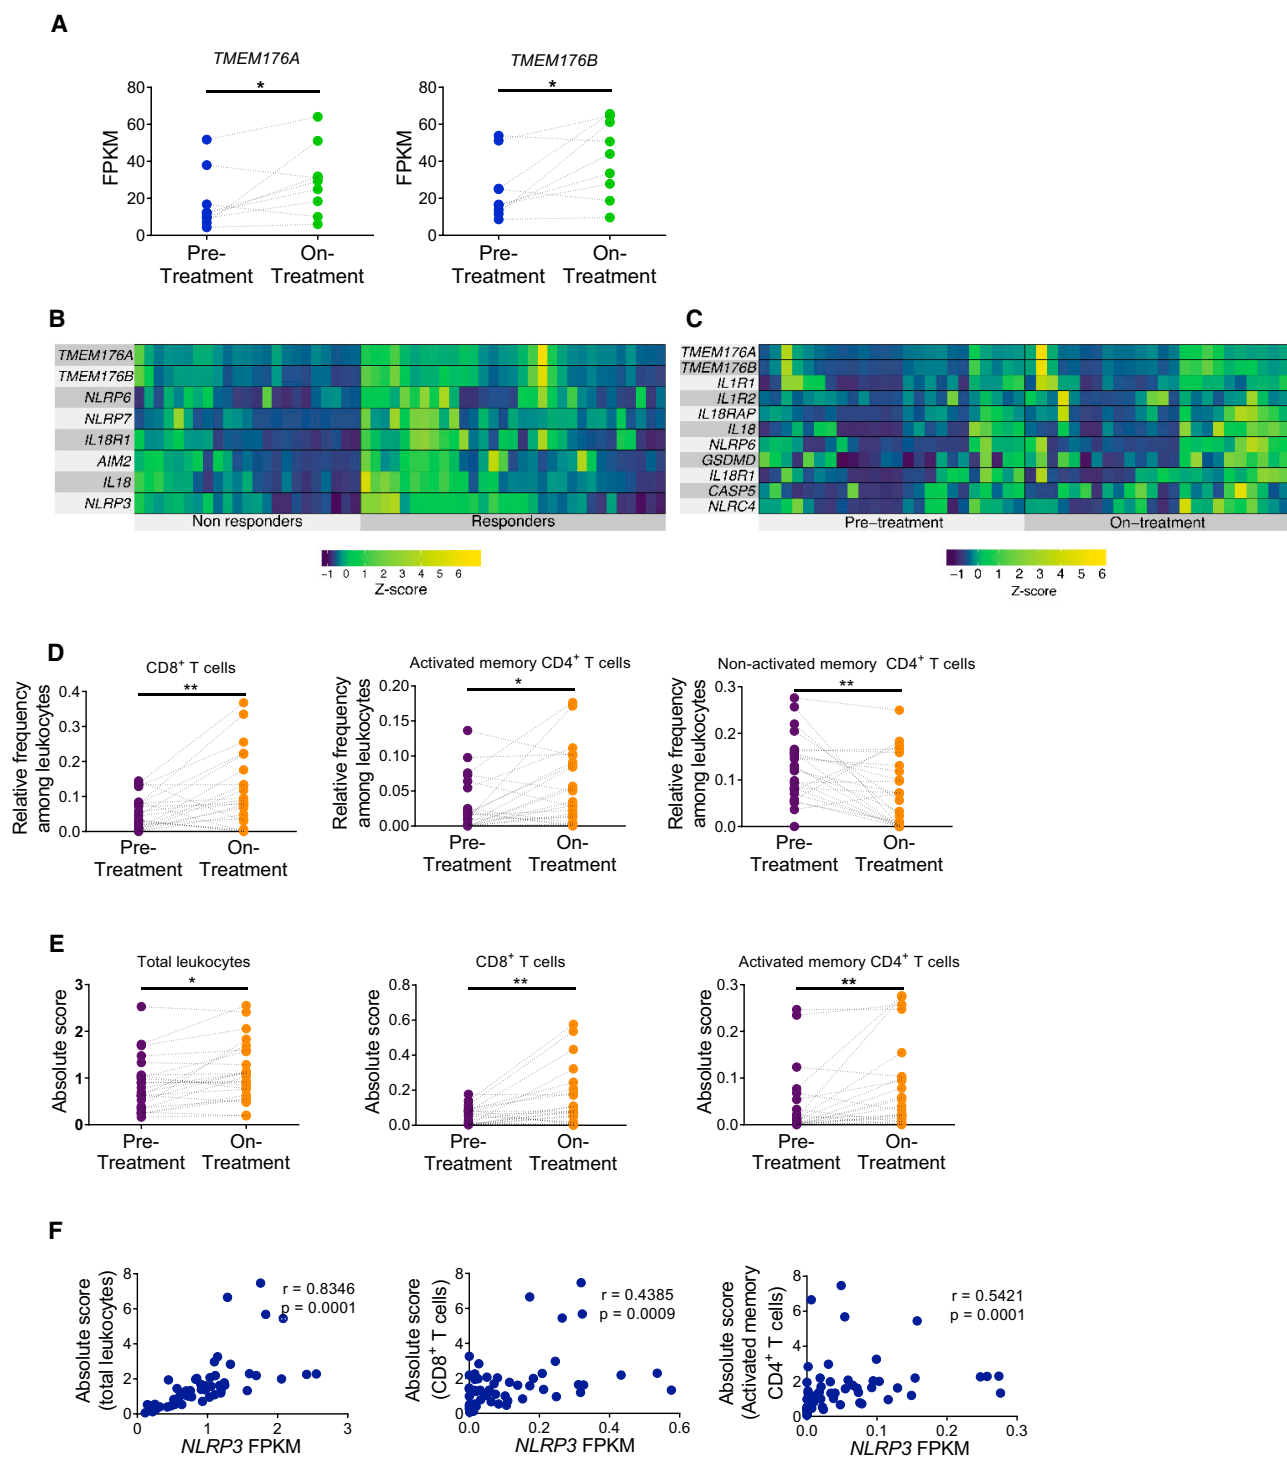 A
TMEM176A
TMEM176B
*
*
80
60
40
20
0
FPKM
80
60
40
20
0
FPKM
Pre-
Treatment
On-
Treatment
Pre-
Treatment
On-
Treatment
B
TMEM176A
TMEM176B
NLRP6
NLRP7
IL18R1
AIM2
IL18
NLRP3
Non responders
Responders
−1 0 1 2 3 4 5 6
Z-score
C
TMEM176A
TMEM176B
IL1R1
IL1R2
IL18RAP
IL18
NLRP6
GSDMD
IL18R1
CASP5
NLRC4
Pre−treatment
On−treatment
−1 0 1 2 3 4 5 6
Z-score
D
CD8+ T cells
**
Relative frequency
among leukocytes
0.4
0.3
0.2
0.1
0.0
Pre-
Treatment
On-
Treatment
Activated memory CD4+ T cells
*
Relative frequency
among leukocytes
0.20
0.15
0.10
0.05
0.00
Pre-
Treatment
On-
Treatment
Non-activated memory CD4+ T cells
**
Relative frequency
among leukocytes
0.3
0.2
0.1
0.0
Pre-
Treatment
On-
Treatment
E
Total leukocytes
*
Absolute score
3
2
1
0
Pre-
Treatment
On-
Treatment
CD8+ T cells
**
Absolute score
0.8
0.6
0.4
0.2
0.0
Pre-
Treatment
On-
Treatment
Activated memory CD4+ T cells
**
Absolute score
0.3
0.2
0.1
0.0
Pre-
Treatment
On-
Treatment
F
Absolute score
(total leukocytes)
8
6
4
2
0
r = 0.8346
p = 0.0001
0 1 2 3
NLRP3 FPKM
Absolute score
(CD8+ T cells)
8
6
4
2
0
r = 0.4385
p = 0.0009
0.0 0.2 0.4 0.6
NLRP3 FPKM
Absolute score
(Activated memory
CD4+ T cells)
8
6
4
2
0
r = 0.5421
p = 0.0001
0.0 0.1 0.2 0.3
NLRP3 FPKM